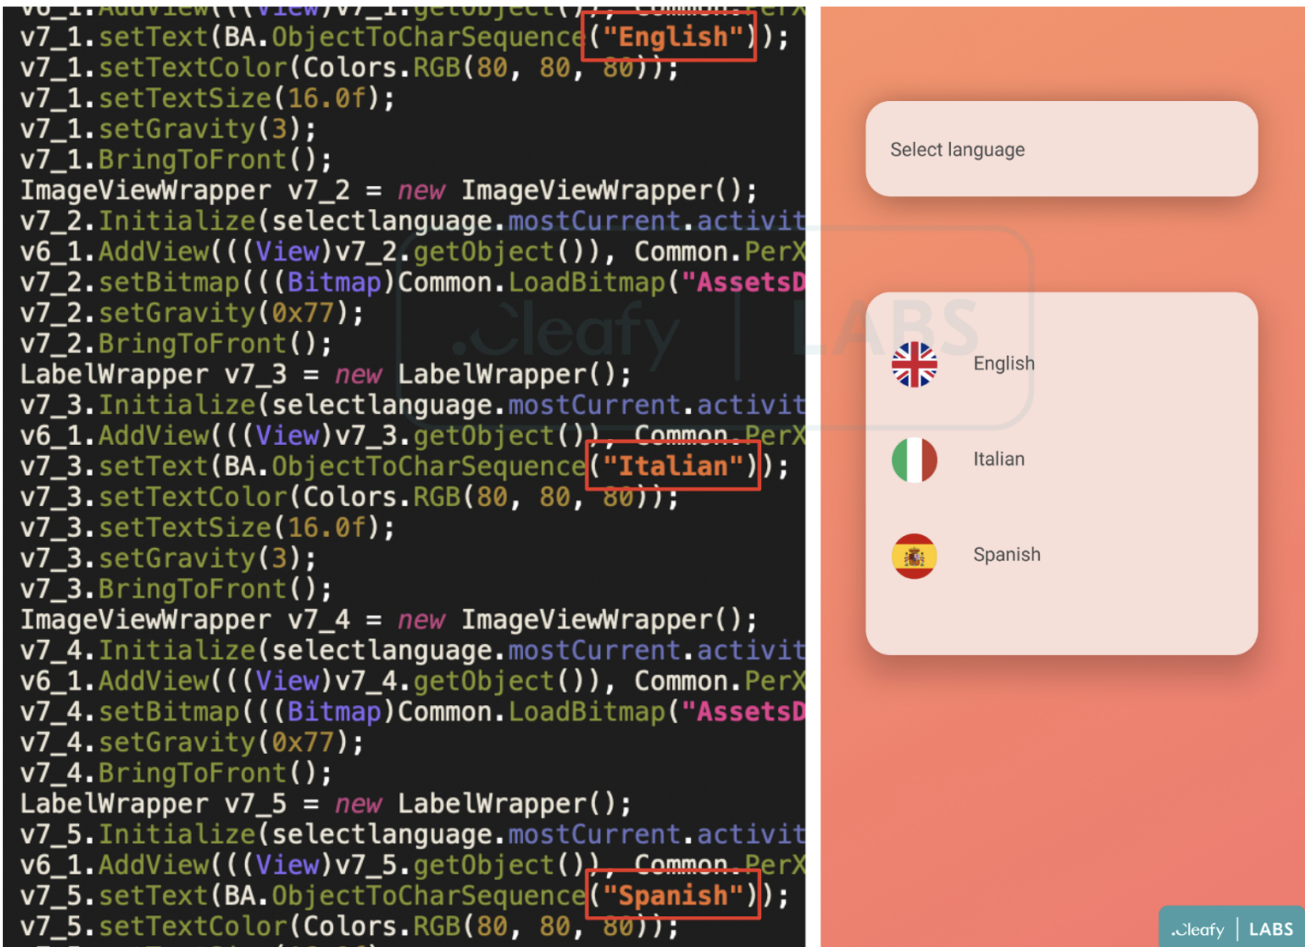 v6_1.AddView(((View)v7_1.getObject()), Common.PerX
v7_1.setText(BA.ObjectToCharSequence("English"));
v7_1.setTextColor(Colors.RGB(80, 80, 80));
v7_1.setTextSize(16.0f);
v7_1.setGravity(3);
v7_1.BringToFront();
ImageViewWrapper v7_2 = new ImageViewWrapper();
v7_2.Initialize(selectlanguage.mostCurrent.activit
v6_1.AddView(((View)v7_2.getObject()), Common.PerX
v7_2.setBitmap(((Bitmap)Common.LoadBitmap("AssetsD
v7_2.setGravity(0x77);
v7_2.BringToFront();
LabelWrapper v7_3 = new LabelWrapper();
v7_3.Initialize(selectlanguage.mostCurrent.activit
v6_1.AddView(((View)v7_3.getObject()), Common.PerX
v7_3.setText(BA.ObjectToCharSequence("Italian"));
v7_3.setTextColor(Colors.RGB(80, 80, 80));
v7_3.setTextSize(16.0f);
v7_3.setGravity(3);
v7_3.BringToFront();
ImageViewWrapper v7_4 = new ImageViewWrapper();
v7_4.Initialize(selectlanguage.mostCurrent.activit
v6_1.AddView(((View)v7_4.getObject()), Common.PerX
v7_4.setBitmap(((Bitmap)Common.LoadBitmap("AssetsD
v7_4.setGravity(0x77);
v7_4.BringToFront();
LabelWrapper v7_5 = new LabelWrapper();
v7_5.Initialize(selectlanguage.mostCurrent.activit
v6_1.AddView(((View)v7_5.getObject()), Common.PerX
v7_5.setText(BA.ObjectToCharSequence("Spanish"));
v7_5.setTextColor(Colors.RGB(80, 80, 80));
Select language
English
Italian
Spanish
.Cleafy | LABS
.Cleafy | LABS